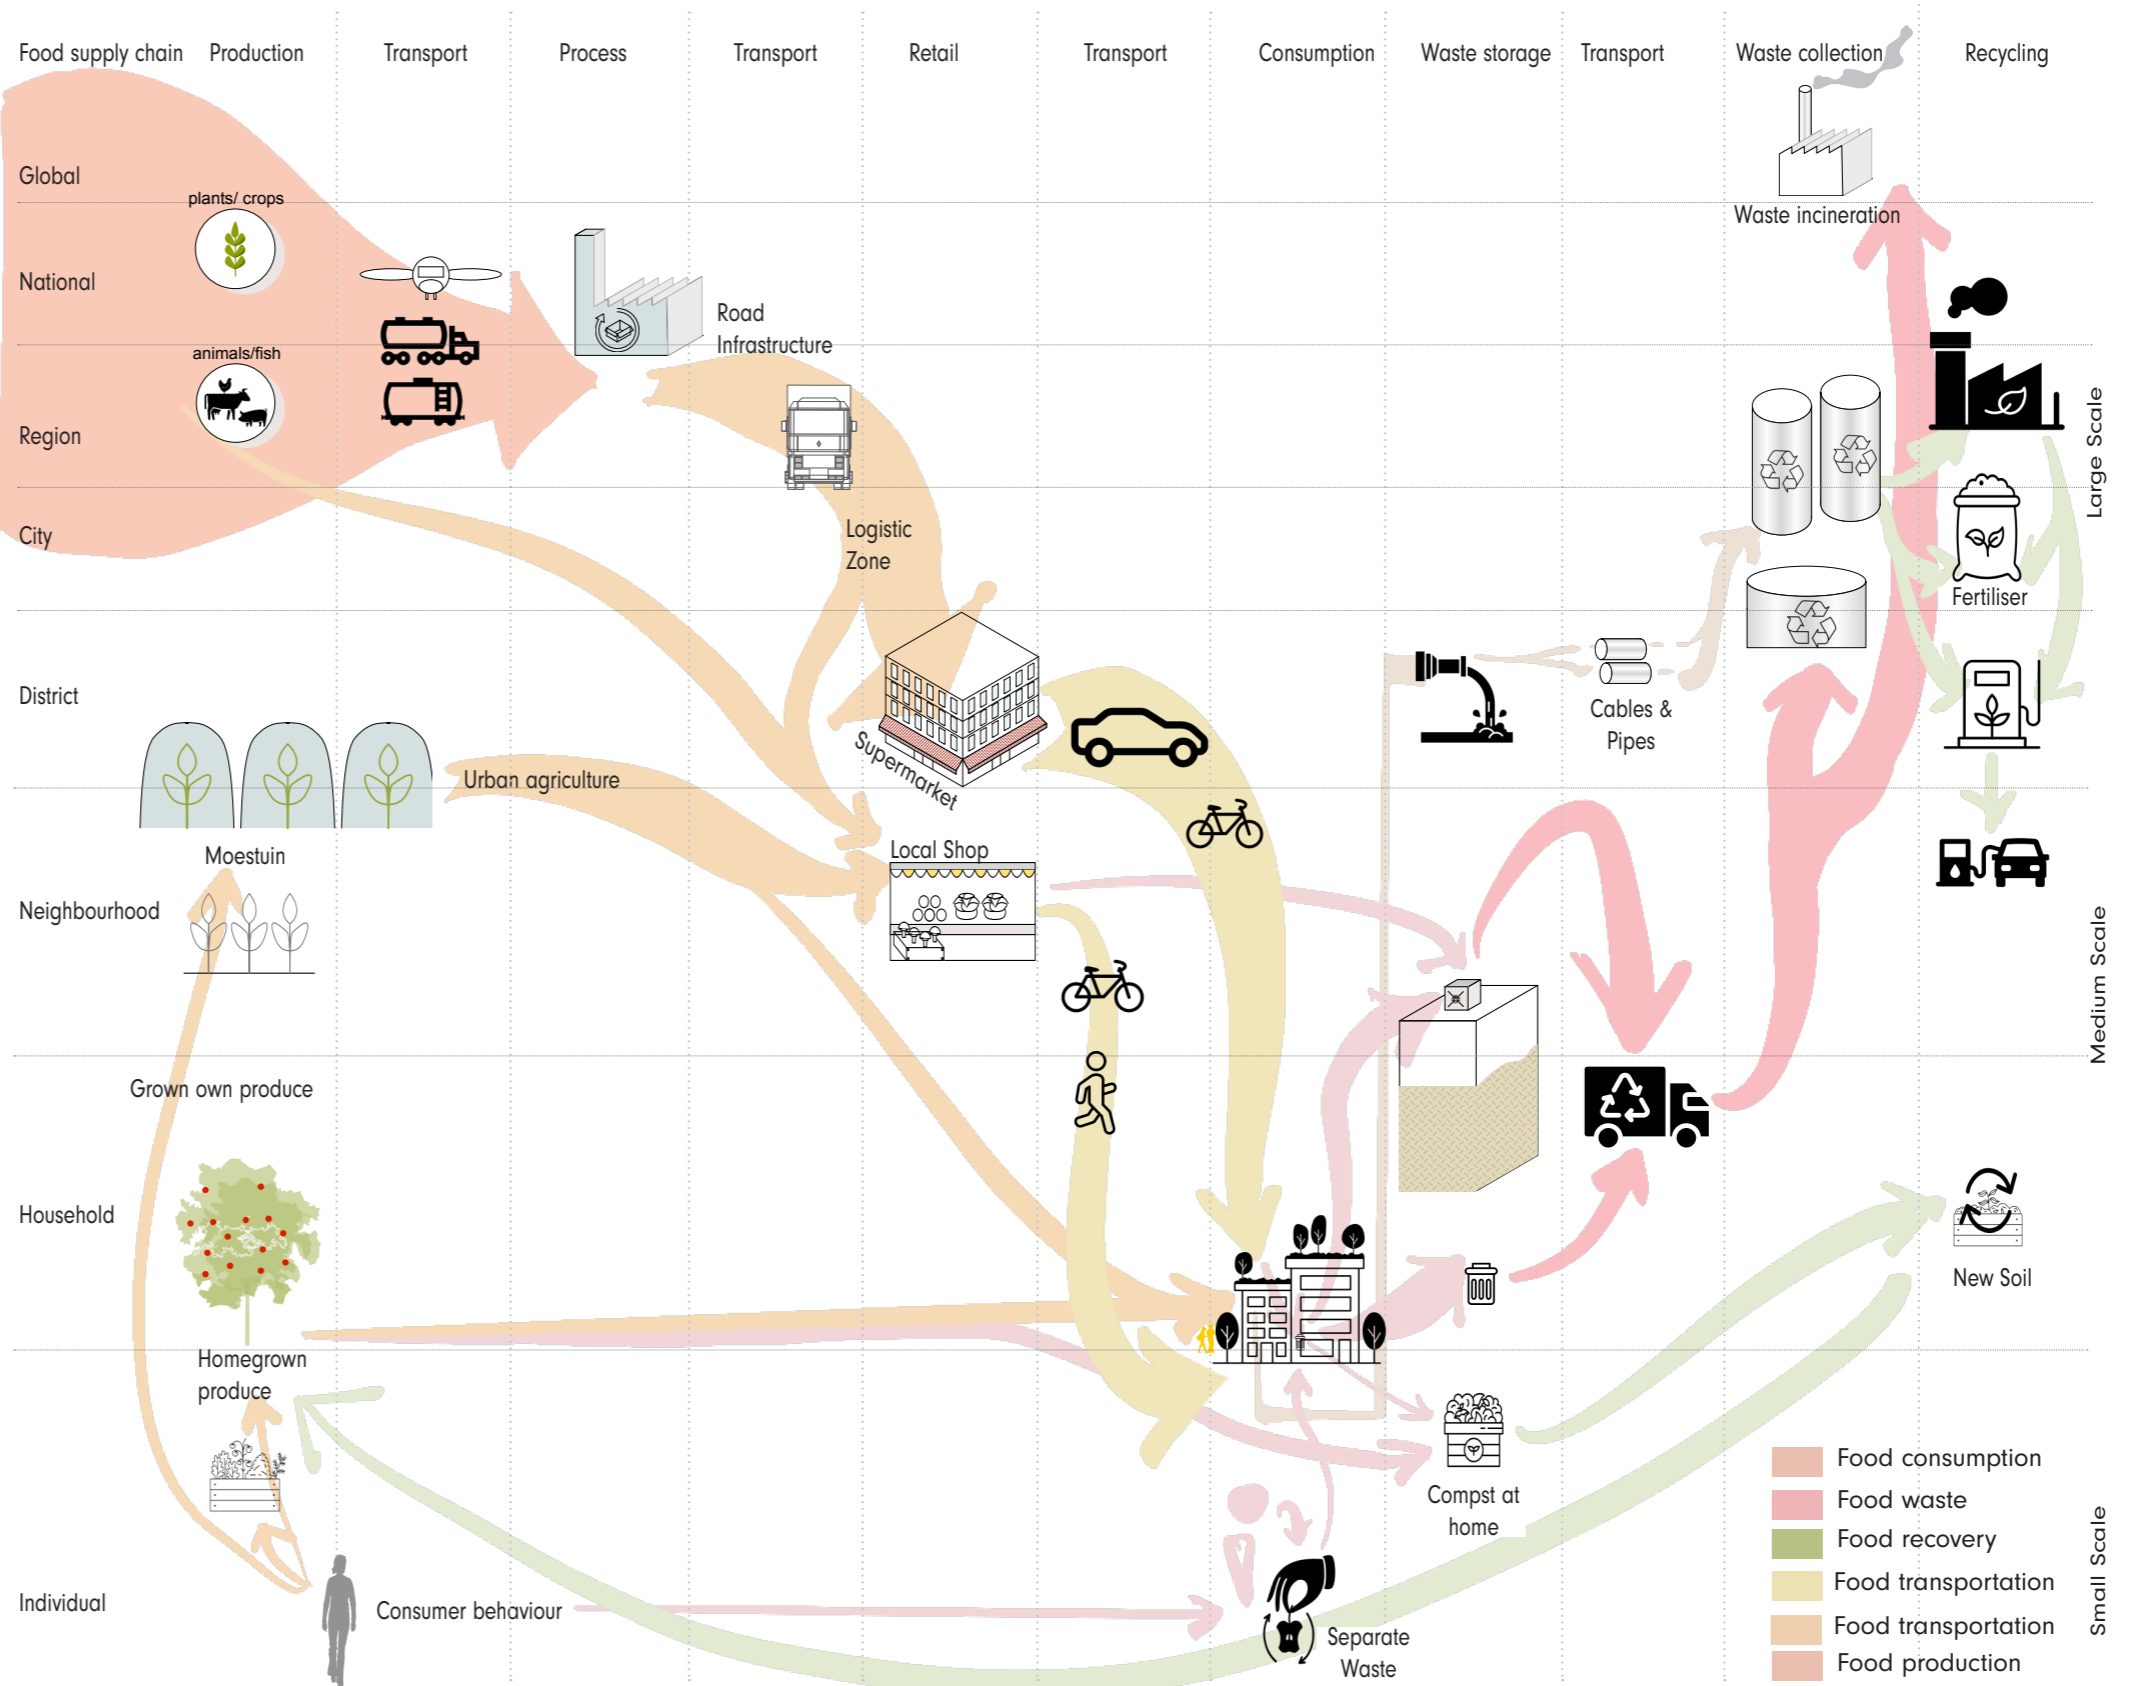 Food supply chain
Production
Transport
Process
Transport
Retail
Transport
Consumption
Waste storage
Transport
Waste collection
Recycling
Global
plants/ crops
Waste incineration
National
Road
Infrastructure
animals/fish
Region
Large Scale
City
Logistic
Zone
Fertiliser
District
Cables &
Pipes
Supermarket
Urban agriculture
Moestuin
Local Shop
Neighbourhood
Medium Scale
Grown own produce
Household
New Soil
Homegrown
produce
Compst at
home
Individual
Consumer behaviour
Separate
Waste
Small Scale
Food consumption
Food waste
Food recovery
Food transportation
Food transportation
Food production